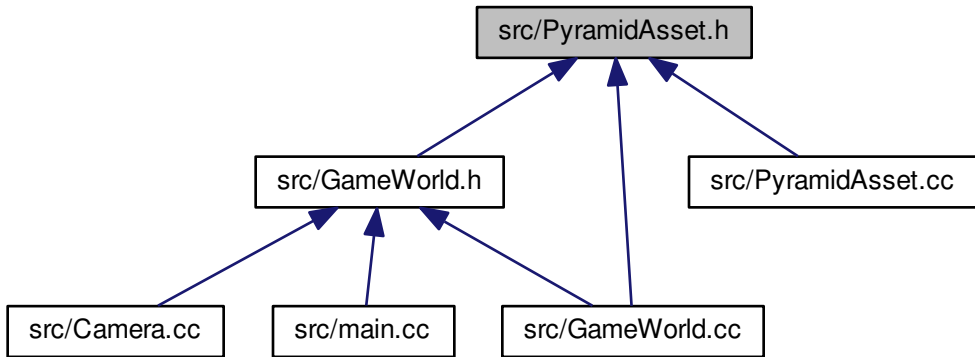 src/PyramidAsset.h
src/GameWorld.h
src/PyramidAsset.cc
src/Camera.cc
src/main.cc
src/GameWorld.cc